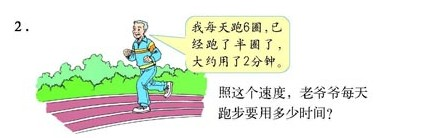 2.
我每天跑6圈,已
经跑了半圈了,
大约用了2分钟。
照这个速度，老爷爷每天
跑步要用多少时间?